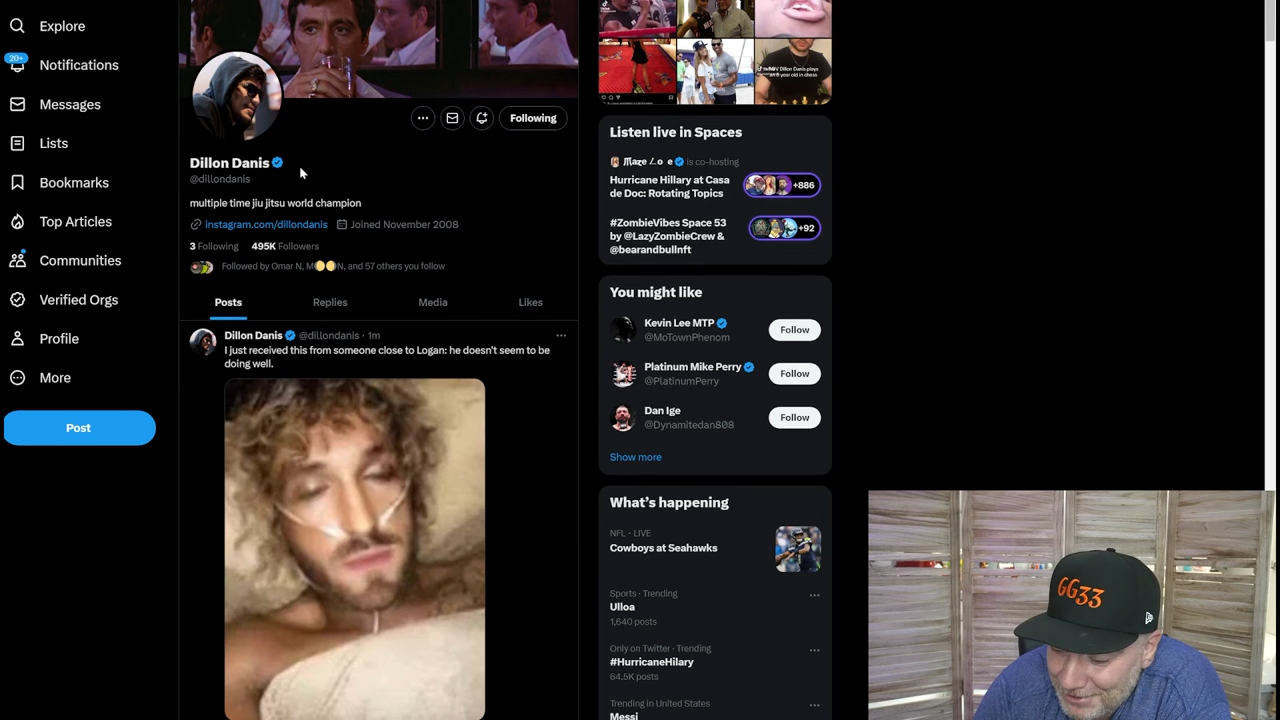 Explore
20+
Notifications
Messages
Lists
Bookmarks
Top Articles
Communities
Verified Orgs
Profile
More
Post
Following
Dillon Danis
@dillondanis
multiple time jiu jitsu world champion
instagram.com/dillondanis Joined November 2008
3 Following 495K Followers
Followed by Omar N, M🌕🌕N, and 57 others you follow
Posts Replies Media Likes
Dillon Danis @dillondanis · 1m
I just received this from someone close to Logan: he doesn't seem to be
doing well.
Listen live in Spaces
is co-hosting
Hurricane Hillary at Casa
de Doc: Rotating Topics
+886
#ZombieVibes Space 53
by @LazyZombieCrew &
@bearandbullnft
+92
You might like
Kevin Lee MTP
@MoTownPhenom
Follow
Platinum Mike Perry
@PlatinumPerry
Follow
Dan Ige
@Dynamitedan808
Follow
Show more
What's happening
NFL · LIVE
Cowboys at Seahawks
Sports · Trending
Ulloa
1,640 posts
Only on Twitter · Trending
#HurricaneHilary
64.5K posts
Trending in United States
Messi
6G33